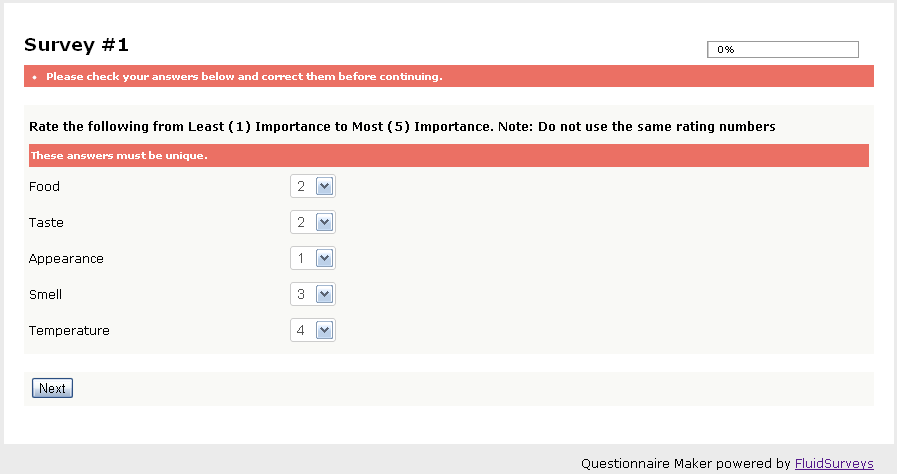 Survey #1
0%
Please check your answers below and correct them before continuing.
Rate the following from Least (1) Importance to Most (5) Importance. Note: Do not use the same rating numbers
These answers must be unique.
Food 2
Taste 2
Appearance 1
Smell 3
Temperature 4
Next
Questionnaire Maker powered by FluidSurveys